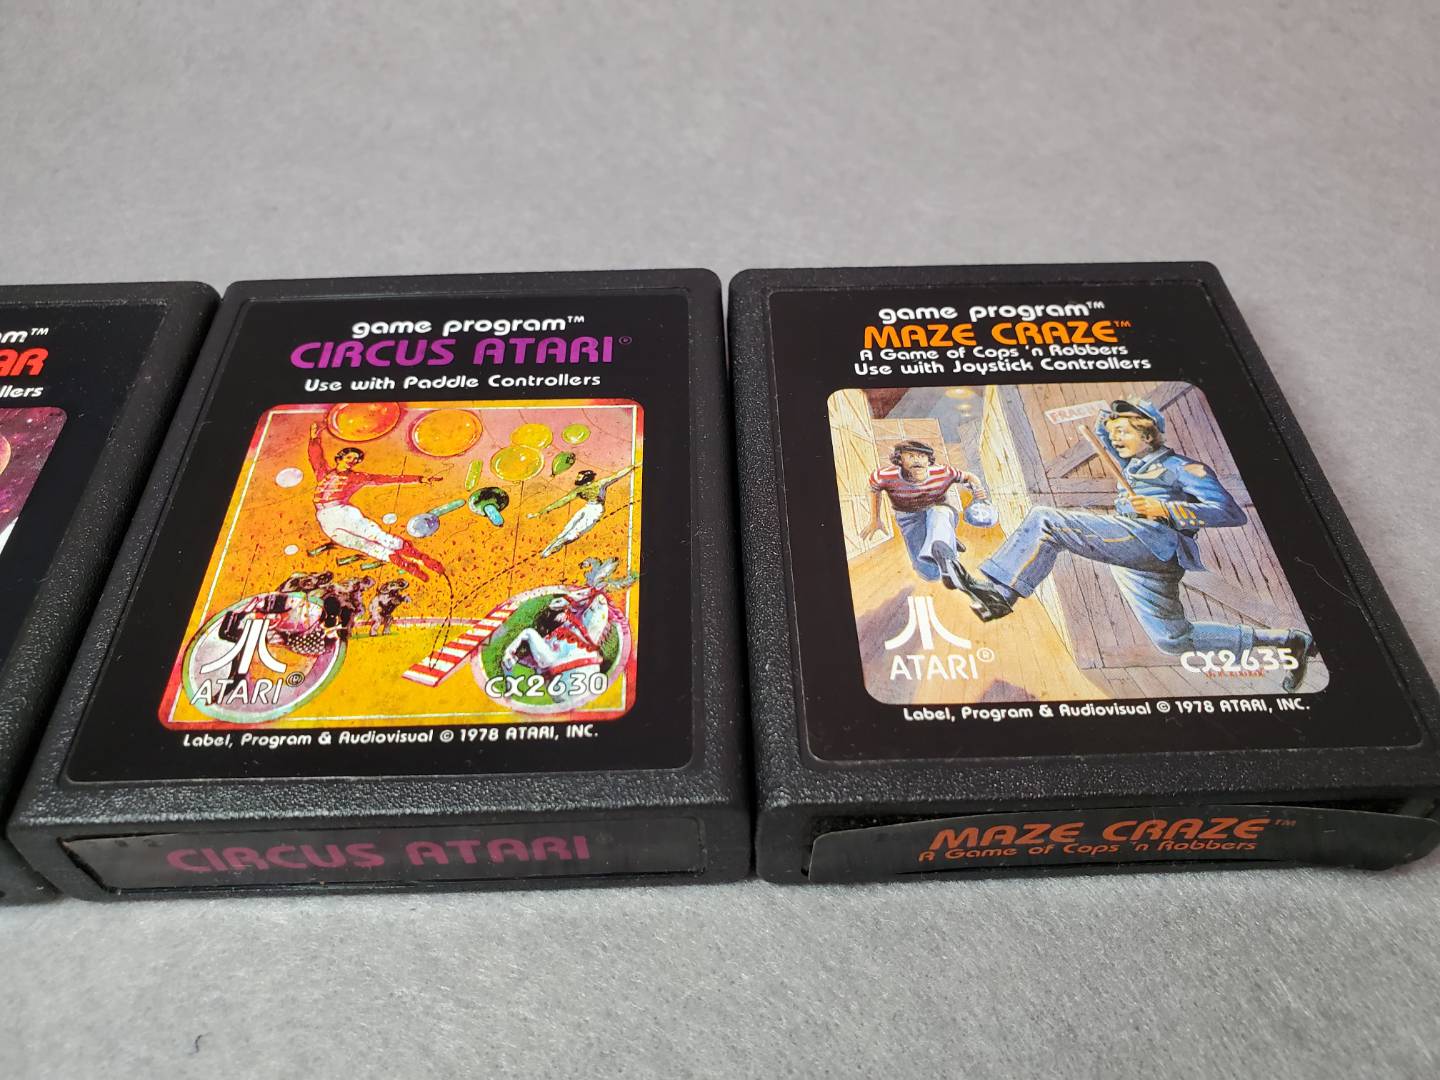 TM
AR
game program™
CIRCUS ATARI®
Use with Paddle Controllers
ATARI®
CX2630
Label, Program & Audiovisual © 1978 ATARI, INC.
CIRCUS ATARI
game program™
MAZE CRAZE™
A Game of Cops 'n Robbers
Use with Joystick Controllers
$
ATARI®
CX2635
Label, Program & Audiovisual © 1978 ATARI, INC.
MAZE CRAZE™
A Game of Cops 'n Robbers